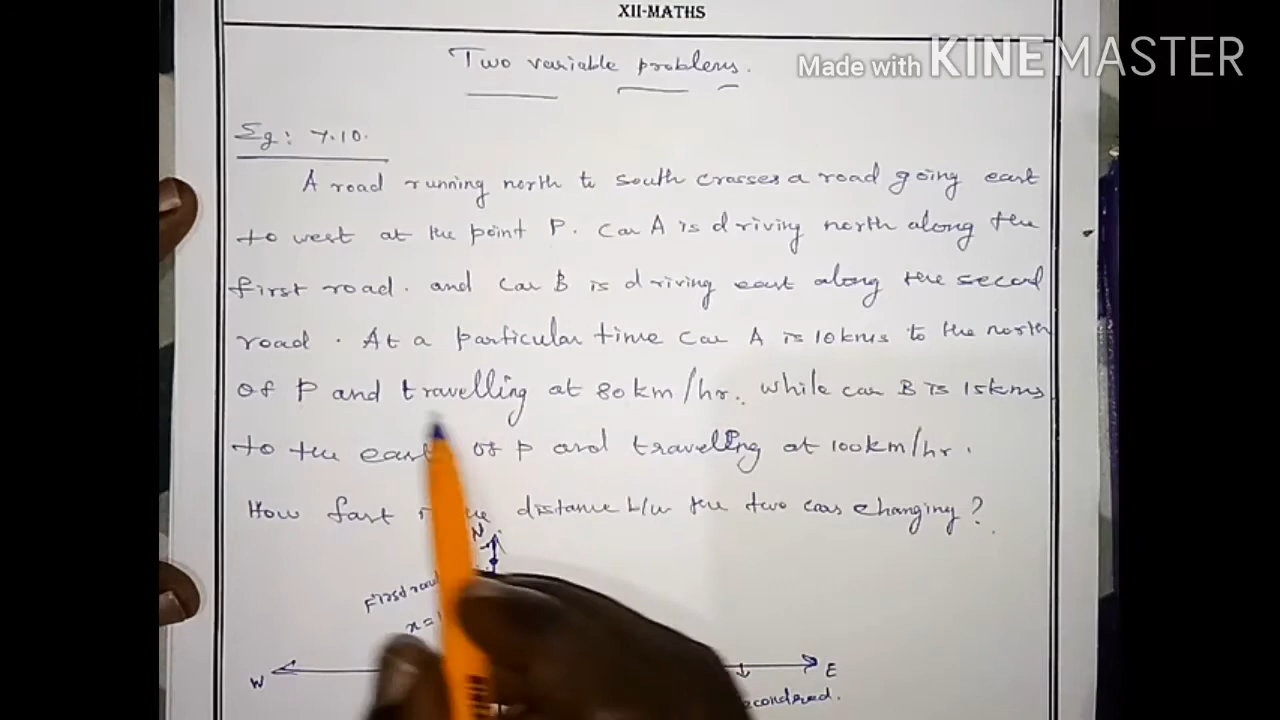 XII-MATHS
Made with KINEMASTER
Two variable problems.
Eg: 7.10.
A road running north to south crosses a road going east
to west at the point P. Car A is driving north along the
first road. and car B is driving east along the second
road. At a particular time car A is 10kms to the north
of P and travelling at 80km/hr. while car B is 15kms
to the east of P and traveling at 100km/hr.
How fast distance b/w the two cars changing?
N
First
x =
W
E